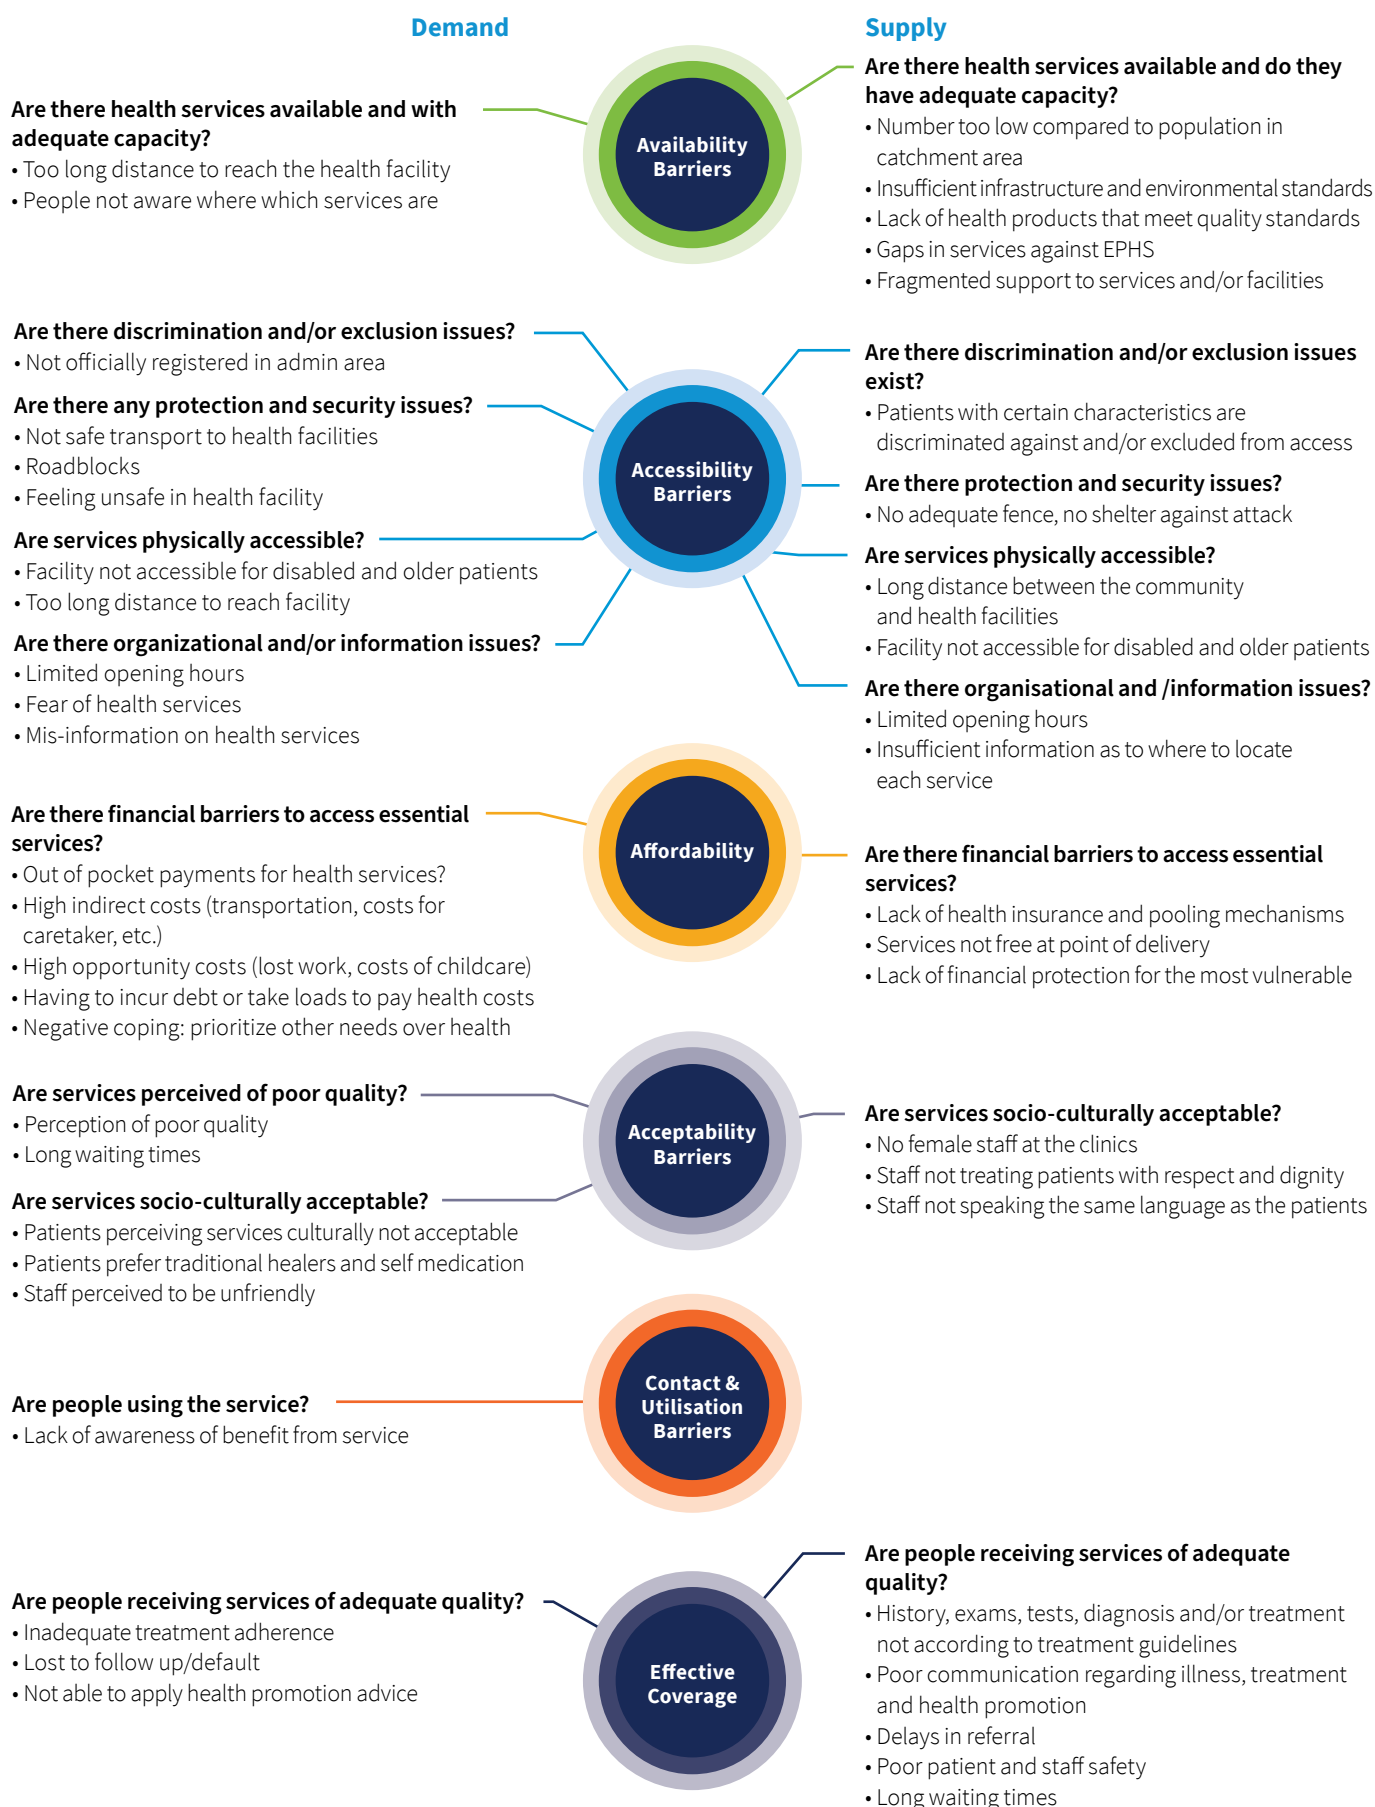 Demand
Supply
Are there health services available and with
adequate capacity?
• Too long distance to reach the health facility
• People not aware where which services are
Availability
Barriers
Are there health services available and do they
have adequate capacity?
• Number too low compared to population in
catchment area
• Insufficient infrastructure and environmental standards
• Lack of health products that meet quality standards
• Gaps in services against EPHS
• Fragmented support to services and/or facilities
Are there discrimination and/or exclusion issues?
• Not officially registered in admin area
Are there any protection and security issues?
• Not safe transport to health facilities
• Roadblocks
• Feeling unsafe in health facility
Are services physically accessible?
• Facility not accessible for disabled and older patients
• Too long distance to reach facility
Are there organizational and/or information issues?
• Limited opening hours
• Fear of health services
• Mis-information on health services
Accessibility
Barriers
Are there discrimination and/or exclusion issues
exist?
• Patients with certain characteristics are
discriminated against and/or excluded from access
Are there protection and security issues?
• No adequate fence, no shelter against attack
Are services physically accessible?
• Long distance between the community
and health facilities
• Facility not accessible for disabled and older patients
Are there organisational and /information issues?
• Limited opening hours
• Insufficient information as to where to locate
each service
Are there financial barriers to access essential
services?
• Out of pocket payments for health services?
• High indirect costs (transportation, costs for
caretaker, etc.)
• High opportunity costs (lost work, costs of childcare)
• Having to incur debt or take loads to pay health costs
• Negative coping: prioritize other needs over health
Affordability
Are there financial barriers to access essential
services?
• Lack of health insurance and pooling mechanisms
• Services not free at point of delivery
• Lack of financial protection for the most vulnerable
Are services perceived of poor quality?
• Perception of poor quality
• Long waiting times
Are services socio-culturally acceptable?
• Patients perceiving services culturally not acceptable
• Patients prefer traditional healers and self medication
• Staff perceived to be unfriendly
Acceptability
Barriers
Are services socio-culturally acceptable?
• No female staff at the clinics
• Staff not treating patients with respect and dignity
• Staff not speaking the same language as the patients
Are people using the service?
• Lack of awareness of benefit from service
Contact &
Utilisation
Barriers
Are people receiving services of adequate quality?
• Inadequate treatment adherence
• Lost to follow up/default
• Not able to apply health promotion advice
Effective
Coverage
Are people receiving services of adequate
quality?
• History, exams, tests, diagnosis and/or treatment
not according to treatment guidelines
• Poor communication regarding illness, treatment
and health promotion
• Delays in referral
• Poor patient and staff safety
• Long waiting times